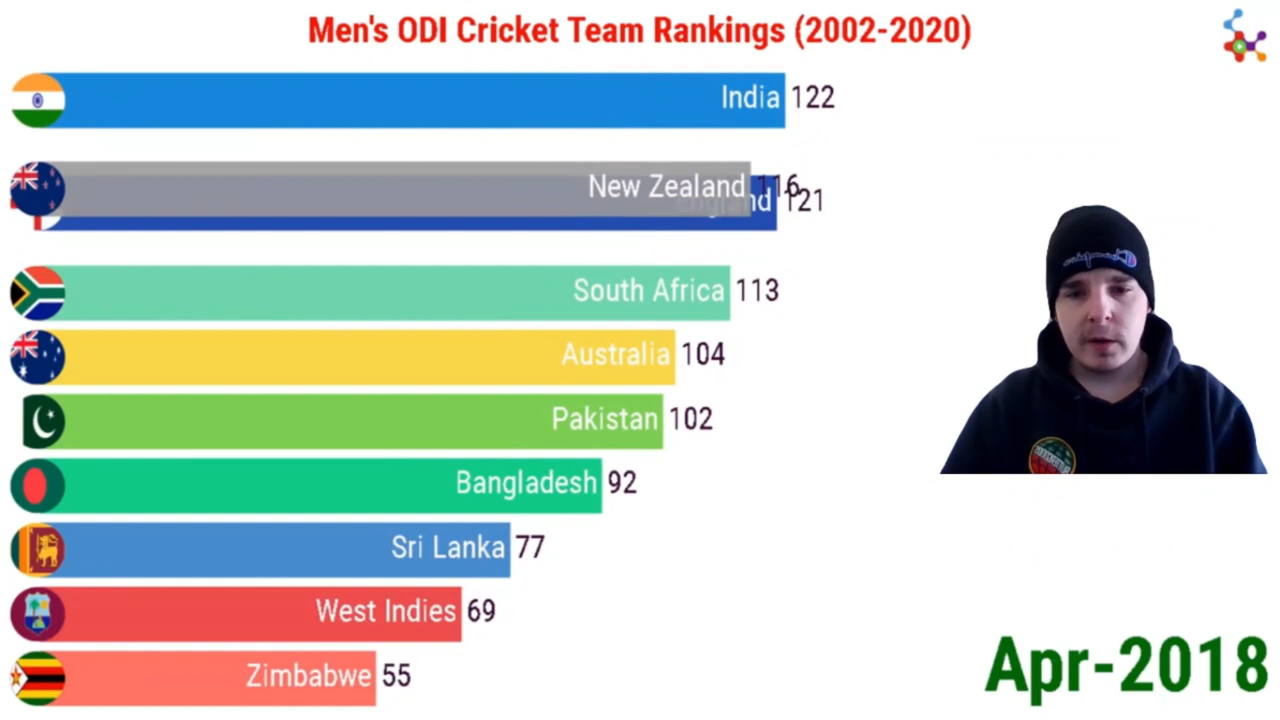 Men's ODI Cricket Team Rankings (2002-2020)
India 122
New Zealand 116
England 121
South Africa 113
Australia 104
Pakistan 102
Bangladesh 92
Sri Lanka 77
West Indies 69
Zimbabwe 55
Apr-2018